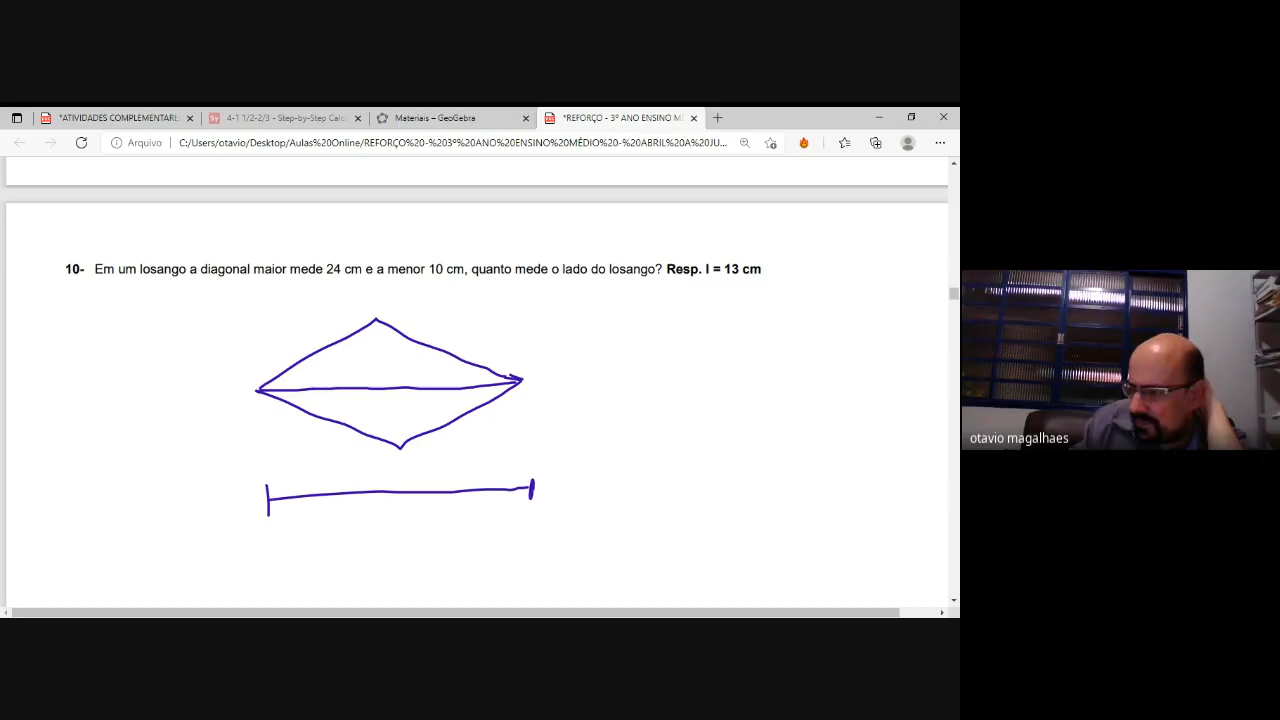 *ATIVIDADES COMPLEMENTARE
4-1 1/2-2/3 - Step-by-Step Calc
Materiais – GeoGebra
*REFORÇO - 3º ANO ENSINO MÉ
Arquivo
C:/Users/otavio/Desktop/Aulas%20Online/REFORÇO%20-%203º%20ANO%20ENSINO%20MÉDIO%20-%20ABRIL%20A%20JU...
10- Em um losango a diagonal maior mede 24 cm e a menor 10 cm, quanto mede o lado do losango? Resp. l = 13 cm
otavio magalhaes